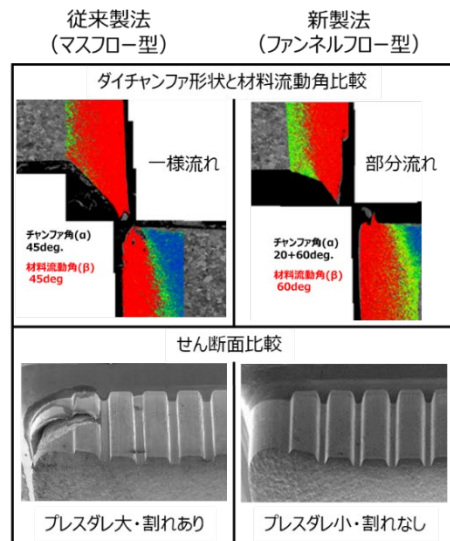 従来製法
(マスフロー型)
新製法
(ファンネルフロー型)
ダイチャンファ形状と材料流動角比較
一様流れ
チャンファ角(α)
45deg.
材料流動角(β)
45deg
部分流れ
チャンファ角(α)
20+60deg.
材料流動角(β)
60deg
せん断面比較
プレスダレ大・割れあり
プレスダレ小・割れなし